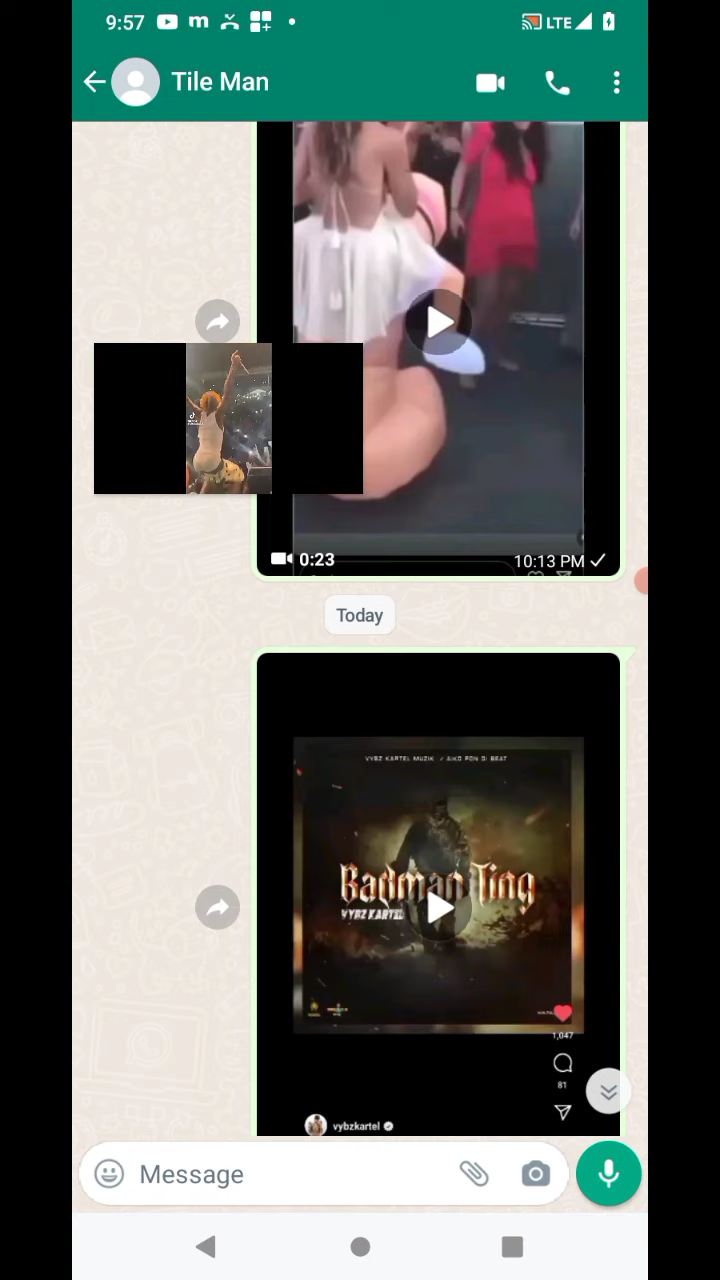 9:57
m
LTE
Tile Man
0:23
10:13 PM
Today
VYBZ KARTEL MUZIK / AIKO PON DI BEAT
Badman Ting
VYBZ KARTEL
1,047
81
vybzkartel
Message